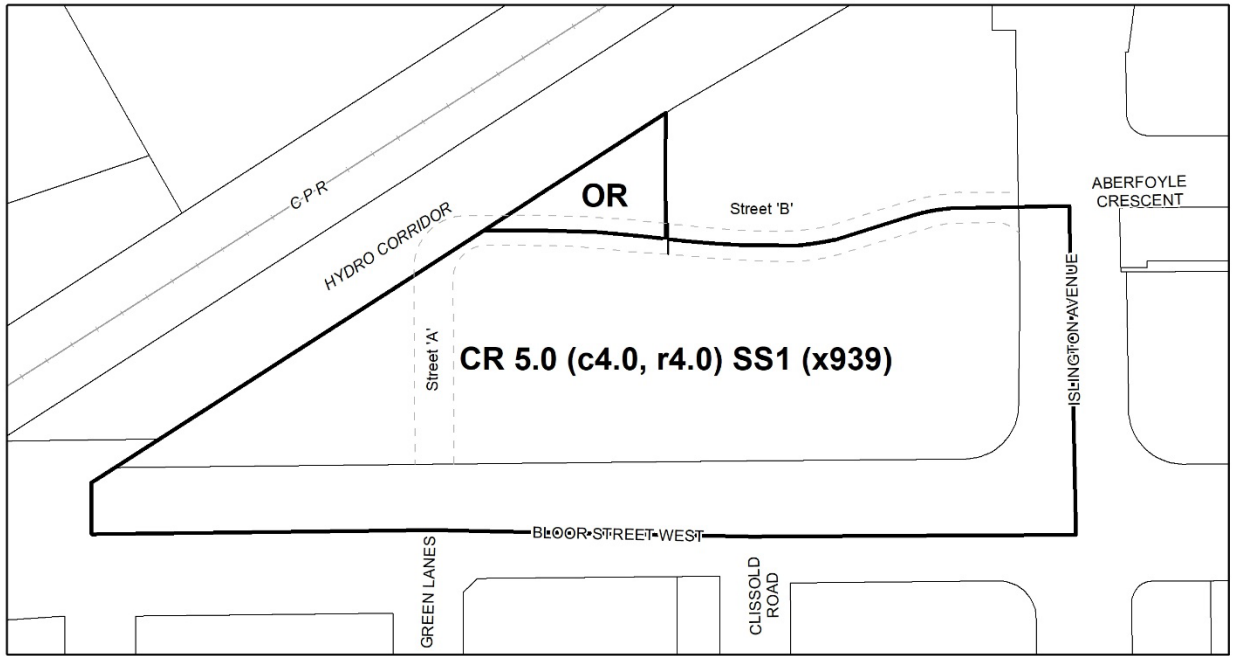 C P R
HYDRO CORRIDOR
OR
Street 'B'
ABERFOYLE
CRESCENT
ISLINGTON AVENUE
Street 'A'
CR 5.0 (c4.0, r4.0) SS1 (x939)
BLOOR STREET WEST
GREEN LANES
CLISSOLD
ROAD